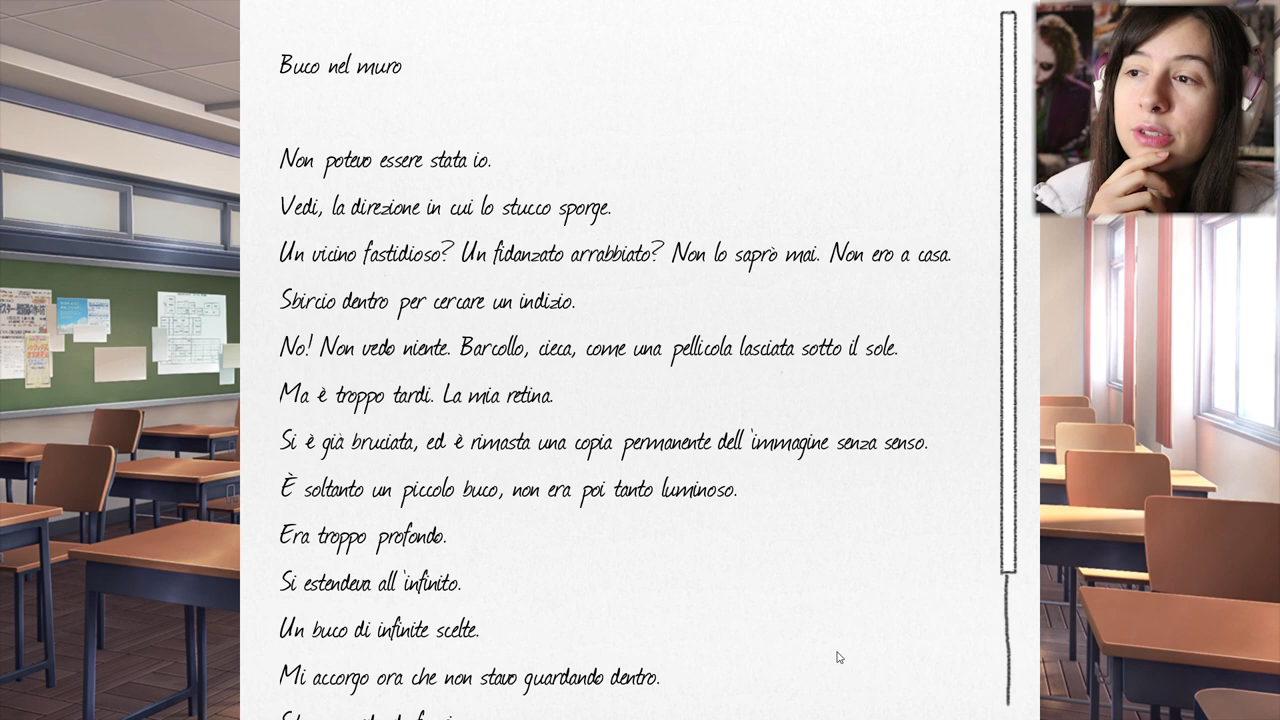 Buco nel muro
Non potevo essere stata io.
Vedi, la direzione in cui lo stucco sporge.
Un vicino fastidioso? Un fidanzato arrabbiato? Non lo saprò mai. Non ero a casa.
Sbircio dentro per cercare un indizio.
No! Non vedo niente. Barcollo, cieca, come una pellicola lasciata sotto il sole.
Ma è troppo tardi. La mia retina.
Si è già bruciata, ed è rimasta una copia permanente dell'immagine senza senso.
È soltanto un piccolo buco, non era poi tanto luminoso.
Era troppo profondo.
Si estendeva all'infinito.
Un buco di infinite scelte.
Mi accorgo ora che non stavo guardando dentro.